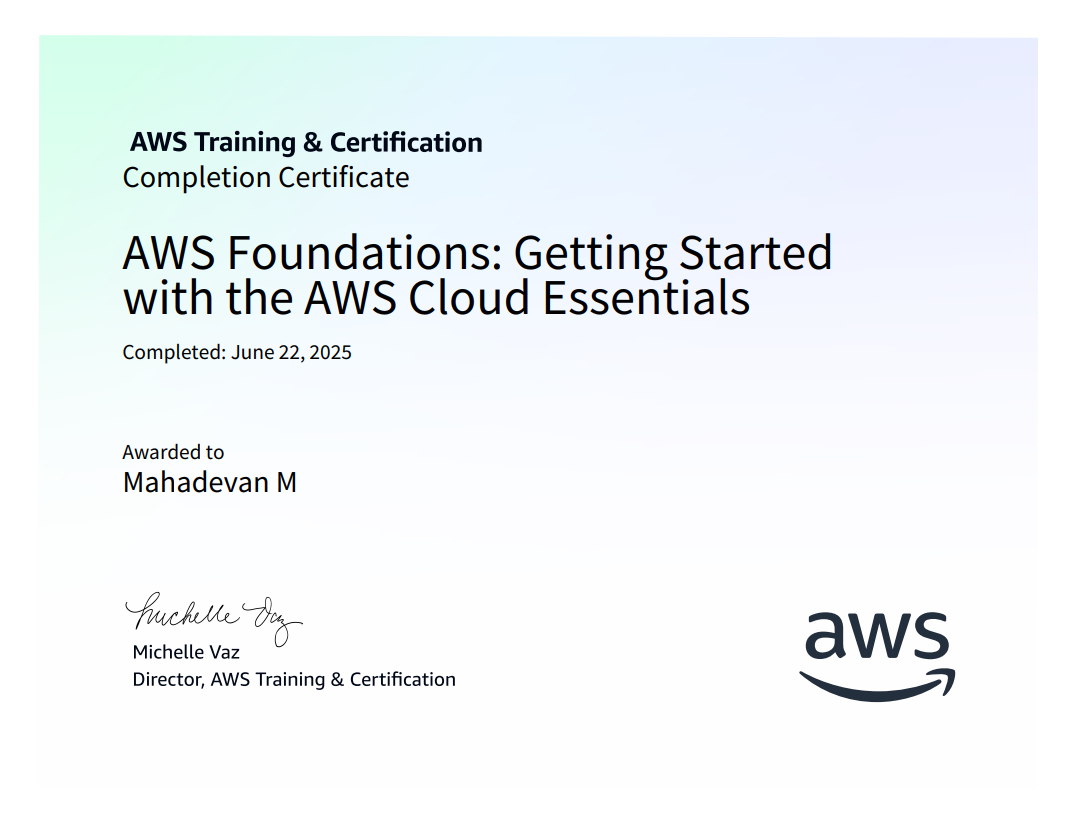 AWS Training & Certification
Completion Certificate
AWS Foundations: Getting Started
with the AWS Cloud Essentials
Completed: June 22, 2025
Awarded to
Mahadevan M
Michelle Vaz
Michelle Vaz
Director, AWS Training & Certification
aws